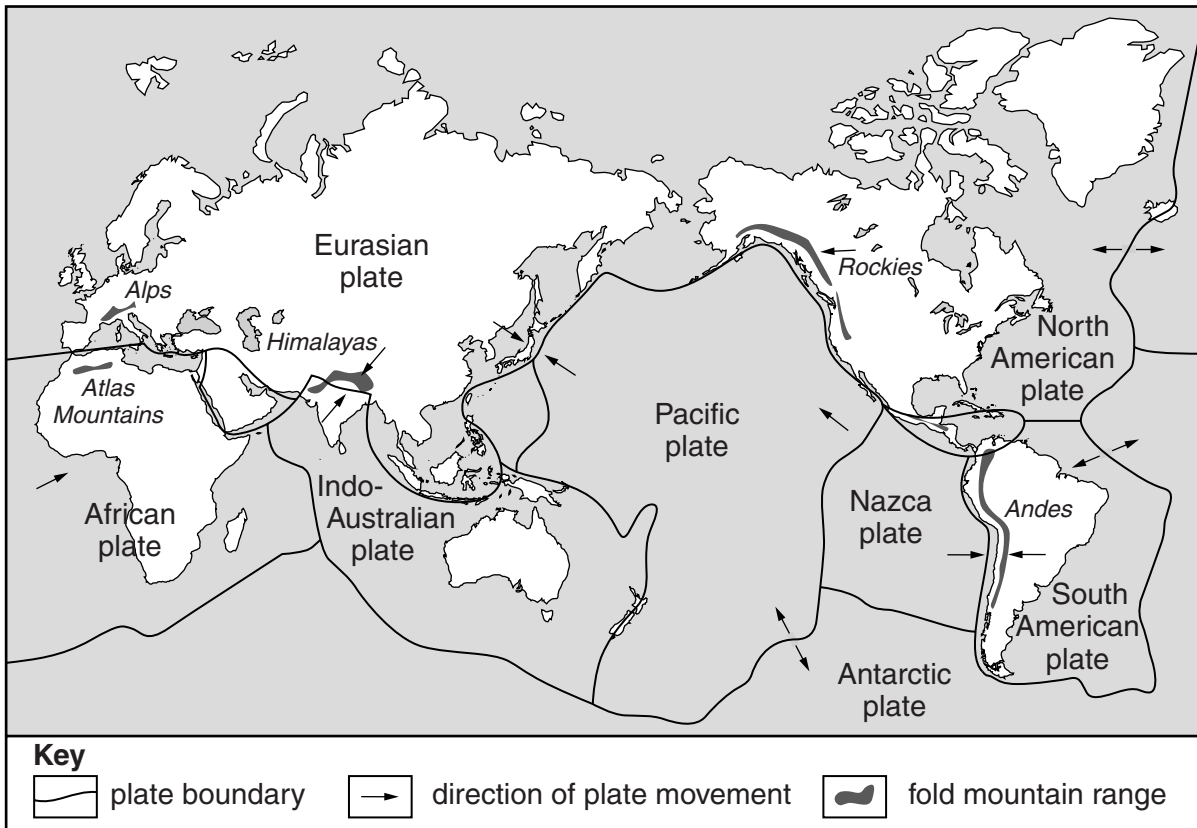 Eurasian
plate
Alps
Himalayas
Atlas
Mountains
African
plate
Indo-
Australian
plate
Pacific
plate
Rockies
North
American
plate
Nazca
plate
Andes
South
American
plate
Antarctic
plate
Key
plate boundary
direction of plate movement
fold mountain range